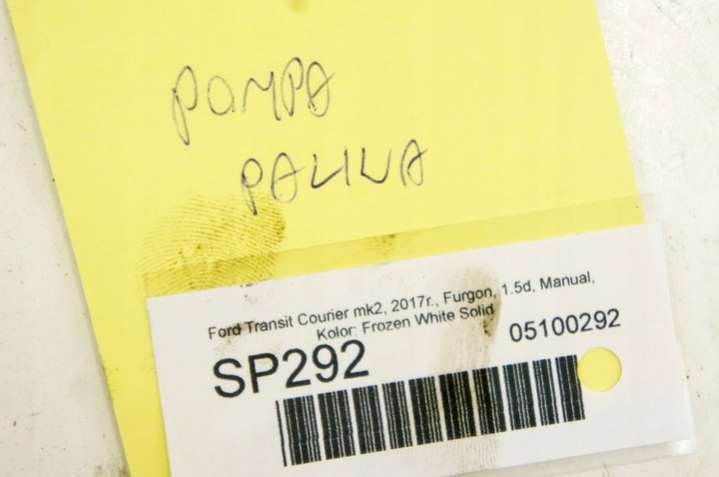 POMPA
PALIWA
Ford Transit Courier mk2, 2017r., Furgon, 1.5d, Manual,
Kolor: Frozen White Solid
SP292
05100292